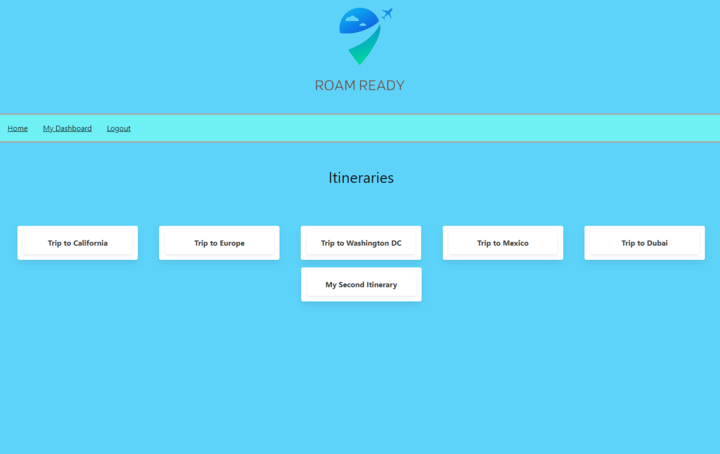 ROAM READY
Home My Dashboard Logout
Itineraries
Trip to California Trip to Europe Trip to Washington DC Trip to Mexico Trip to Dubai
My Second Itinerary